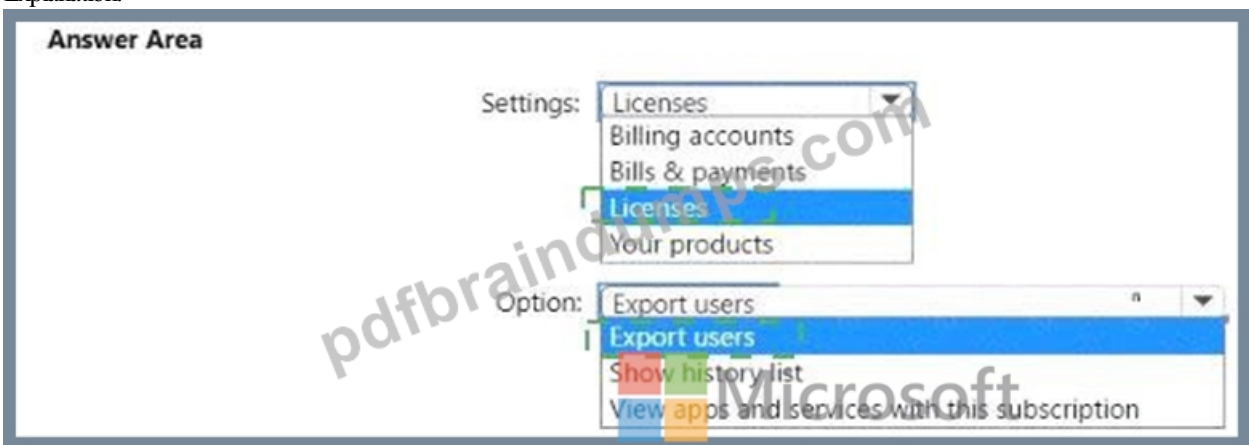 Answer Area
Settings:
Licenses
Billing accounts
Bills & payments
Licenses
Your products
Option:
Export users
Export users
Show history list
View apps and services with this subscription
pdfbraindumps.com
Microsoft